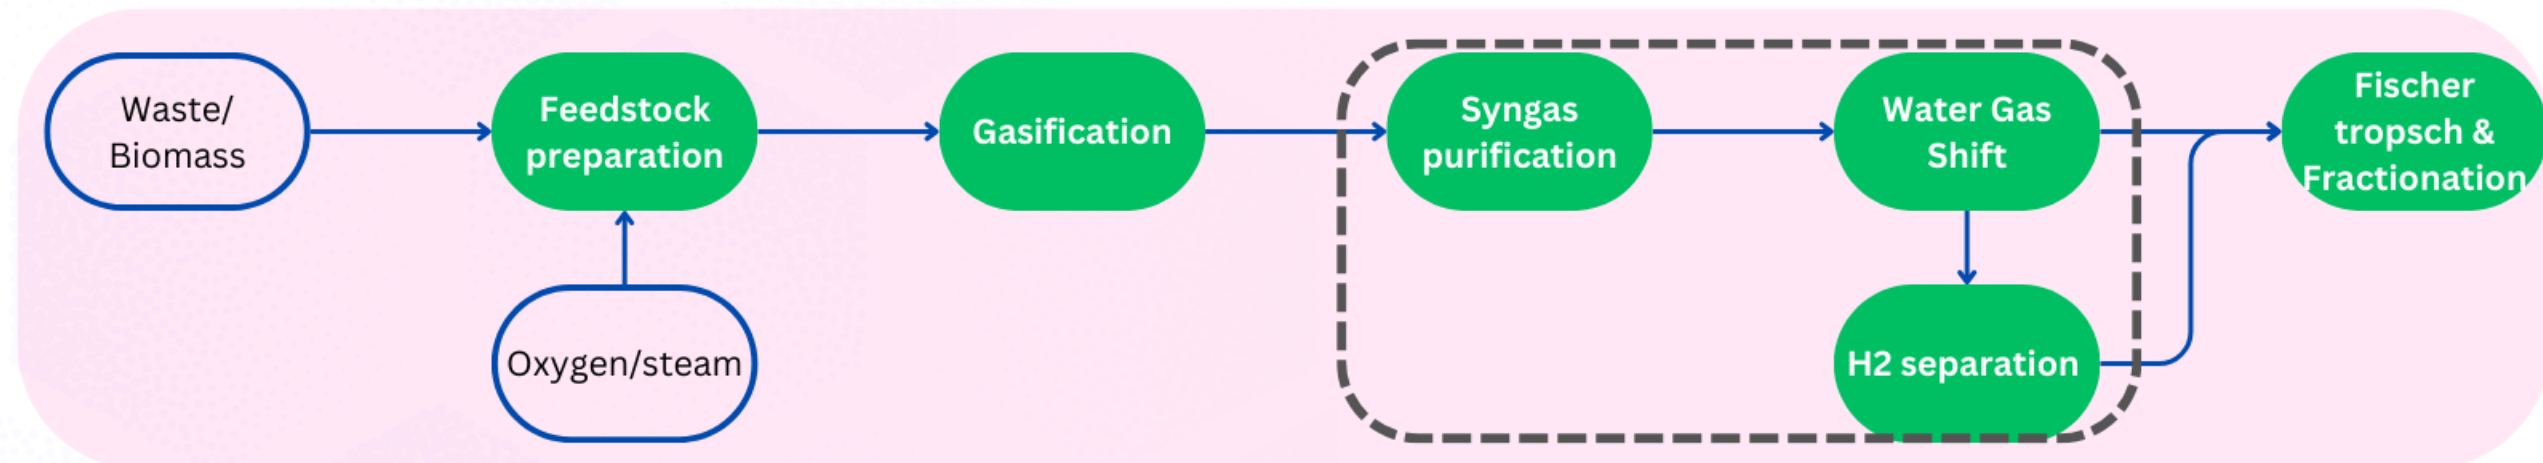 Waste/
Biomass
Feedstock
preparation
Gasification
Syngas
purification
Water Gas
Shift
Fischer
tropsch &
Fractionation
Oxygen/steam
H2 separation